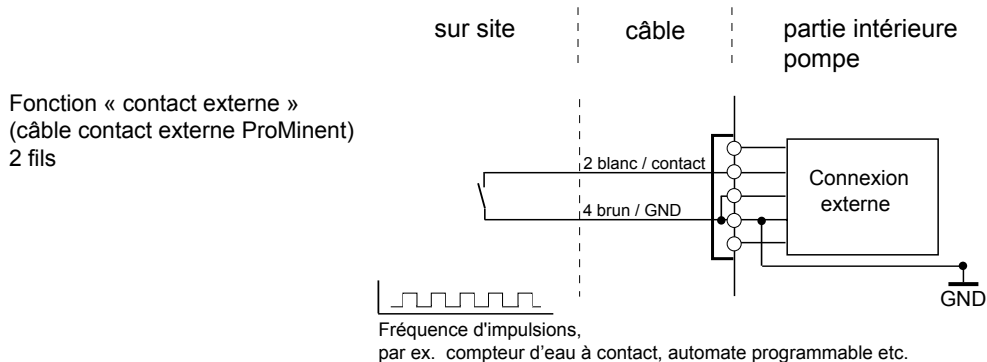 sur site
câble
partie intérieure
pompe
Fonction « contact externe »
(câble contact externe ProMinent)
2 fils
2 blanc / contact
4 brun / GND
Connexion
externe
GND
Fréquence d'impulsions,
par ex. compteur d'eau à contact, automate programmable etc.